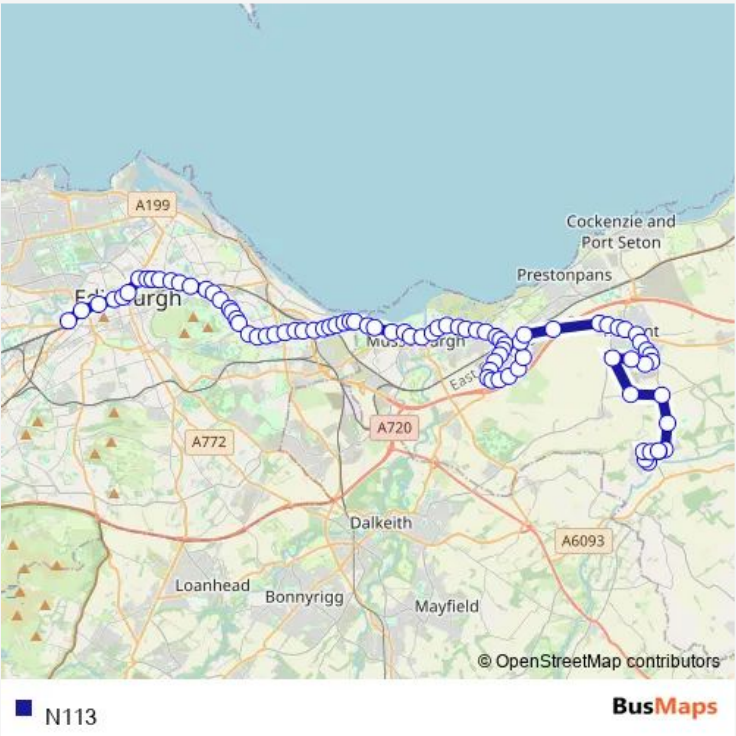 A199
Cockenzie and
Port Seton
Prestonpans
Edinburgh
Musselburgh
East
A720
A772
Dalkeith
A6093
Loanhead
Bonnyrigg
Mayfield
© OpenStreetMap contributors
N113
BusMaps